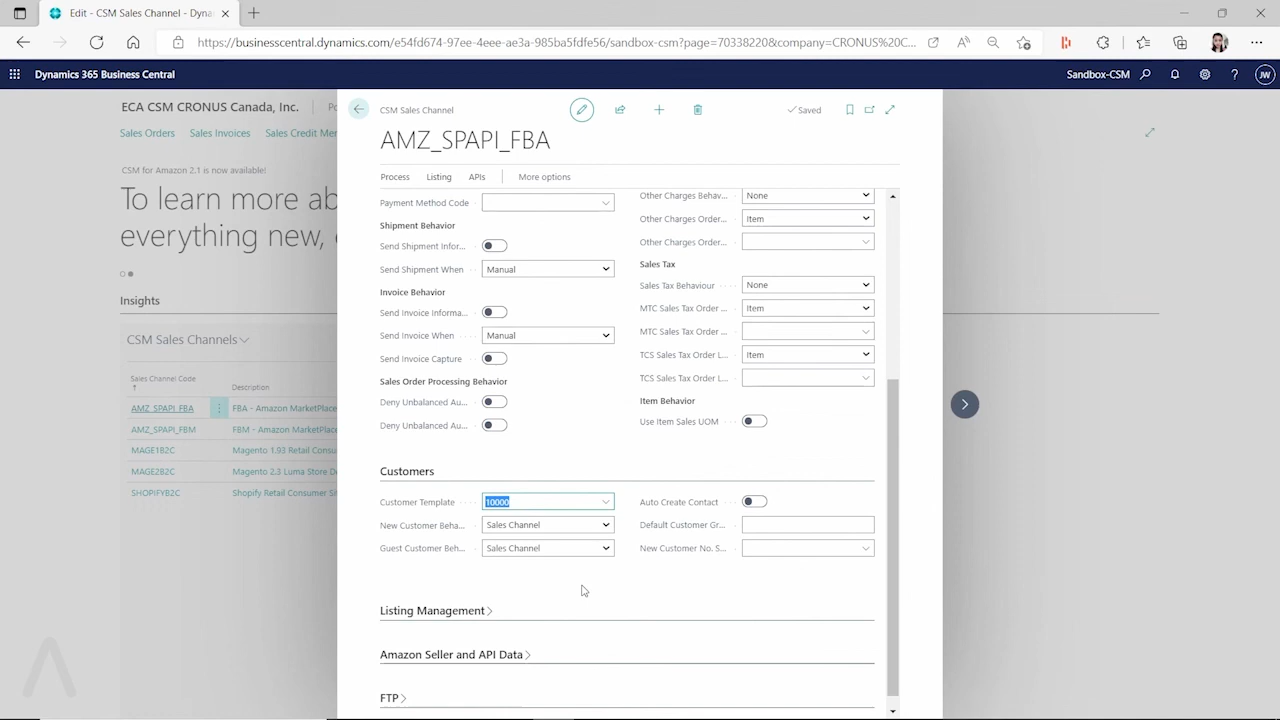 Edit - CSM Sales Channel - CRONUS
https://businesscentral.dynamics.com/e54fd674-97ee-4eee-ae3a-985ba5fdfe56/sandbox-csm?page=70338220&company=CRONUS%20C...
Dynamics 365 Business Central
Sandbox-CSM
JW
ECA CSM CRONUS Canada, Inc.
Sales Orders Sales Invoices Sales Credit Mer
CSM for Amazon 2.1 is now available!
To learn more ab
everything new,
Insights
CSM Sales Channels
Sales Channel Code
Description
AMZ_SPAPI_FBA FBA - Amazon MarketPlace
AMZ_SPAPI_FBM FBM - Amazon MarketPlace
MAGE1B2C Magento 1.93 Retail Consu
MAGE2B2C Magento 2.3 Luma Store D
SHOPIFYB2C Shopify Retail Consumer Si
CSM Sales Channel
Saved
AMZ_SPAPI_FBA
Process Listing APIs More options
Payment Method Code
Shipment Behavior
Send Shipment Infor...
Send Shipment When Manual
Invoice Behavior
Send Invoice Informa...
Send Invoice When Manual
Send Invoice Capture
Sales Order Processing Behavior
Deny Unbalanced Au...
Deny Unbalanced Au...
Other Charges Behav... None
Other Charges Order... Item
Other Charges Order...
Sales Tax
Sales Tax Behaviour None
MTC Sales Tax Order ... Item
MTC Sales Tax Order ...
TCS Sales Tax Order L... Item
TCS Sales Tax Order L...
Item Behavior
Use Item Sales UOM
Customers
Customer Template 10000
New Customer Beha... Sales Channel
Guest Customer Beh... Sales Channel
Auto Create Contact
Default Customer Gr...
New Customer No. S...
Listing Management
Amazon Seller and API Data
FTP